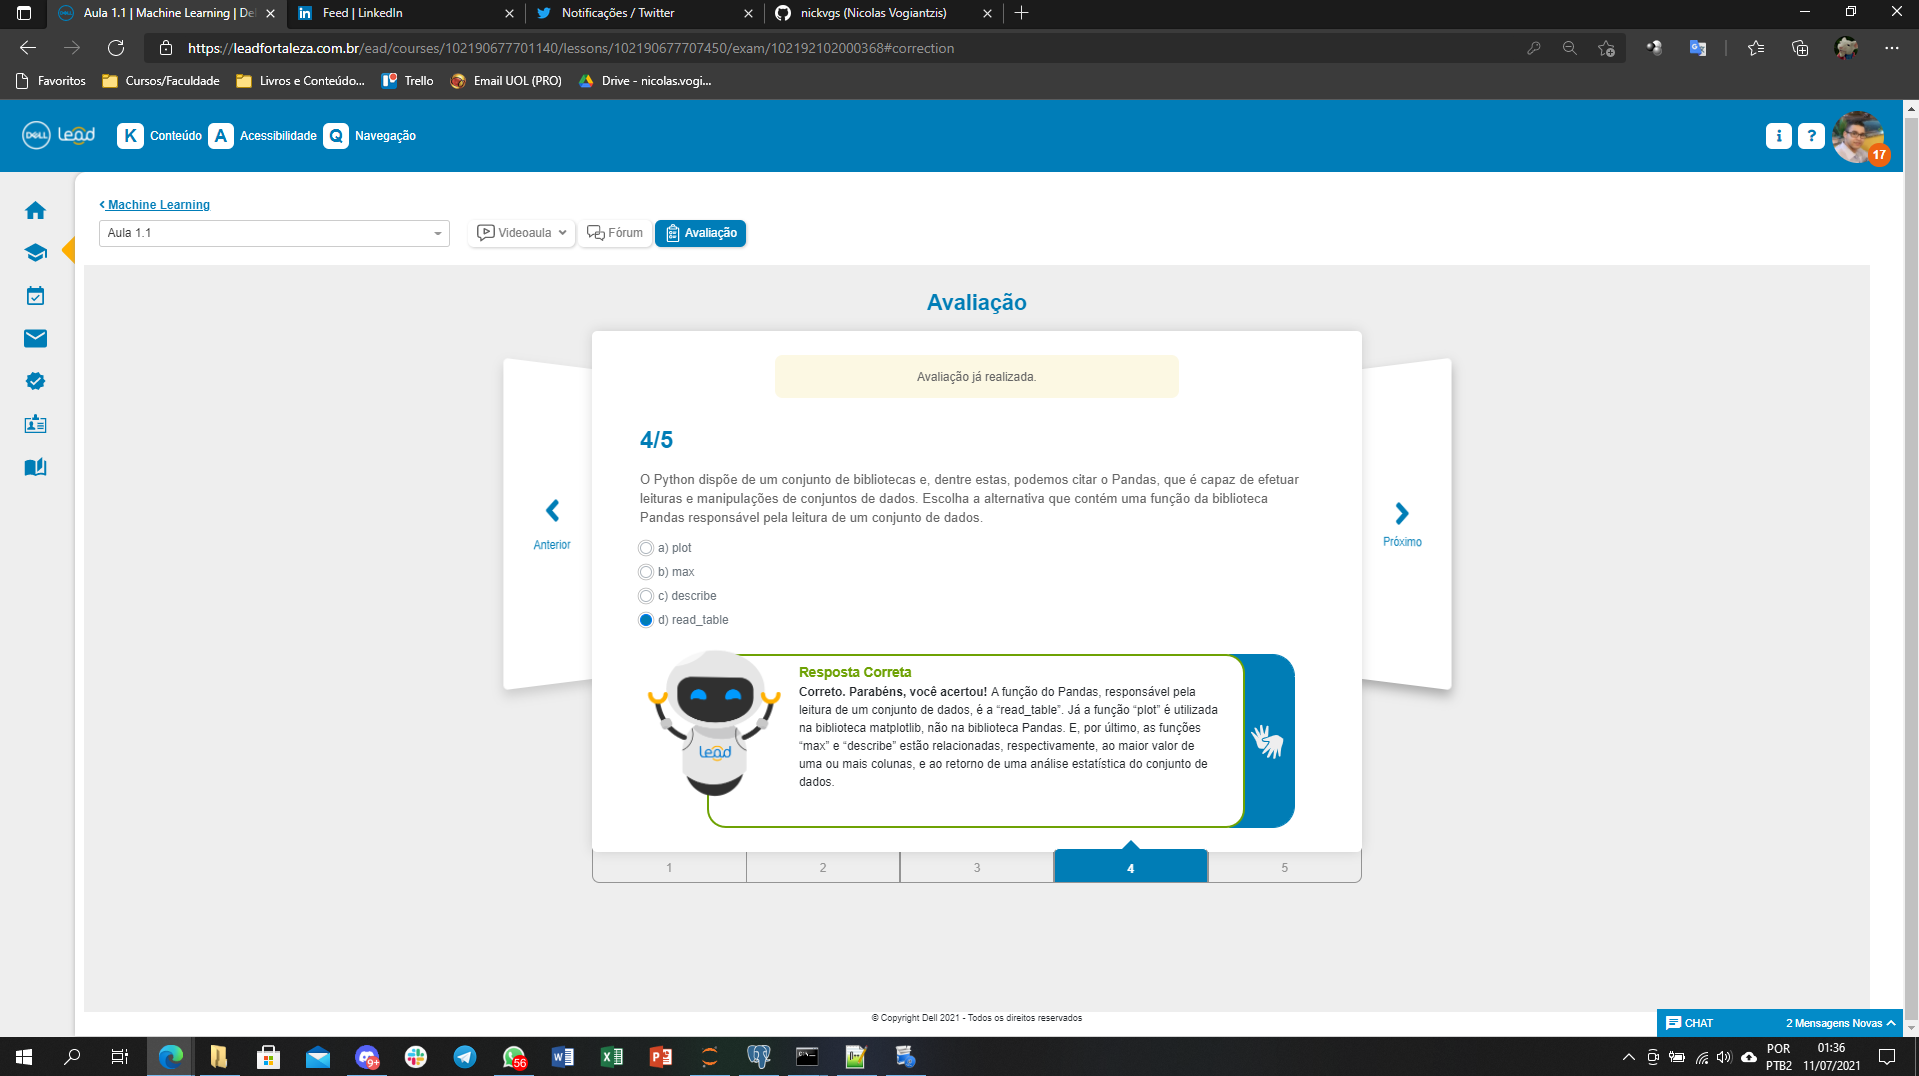 Aula 1.1 | Machine Learning | De
Feed | LinkedIn
Notificações / Twitter
nickvgs (Nicolas Vogiantzis)
https://leadfortaleza.com.br/ead/courses/102190677701140/lessons/102190677707450/exam/102192102000368#correction
Favoritos
Cursos/Faculdade
Livros e Conteúdo...
Trello
Email UOL (PRO)
Drive - nicolas.vogi...
DELL Lead
K Conteúdo
A Acessibilidade
Q Navegação
i
?
17
Machine Learning
Aula 1.1
Videoaula
Fórum
Avaliação
Avaliação
Avaliação já realizada.
4/5
O Python dispõe de um conjunto de bibliotecas e, dentre estas, podemos citar o Pandas, que é capaz de efetuar
leituras e manipulações de conjuntos de dados. Escolha a alternativa que contém uma função da biblioteca
Pandas responsável pela leitura de um conjunto de dados.
Anterior
Próximo
a) plot
b) max
c) describe
d) read_table
Lead
Resposta Correta
Correto. Parabéns, você acertou! A função do Pandas, responsável pela
leitura de um conjunto de dados, é a “read_table”. Já a função “plot” é utilizada
na biblioteca matplotlib, não na biblioteca Pandas. E, por último, as funções
“max” e “describe” estão relacionadas, respectivamente, ao maior valor de
uma ou mais colunas, e ao retorno de uma análise estatística do conjunto de
dados.
1 2 3 4 5
© Copyright Dell 2021 - Todos os direitos reservados
CHAT
2 Mensagens Novas
9+
56
POR
PTB2
01:36
11/07/2021